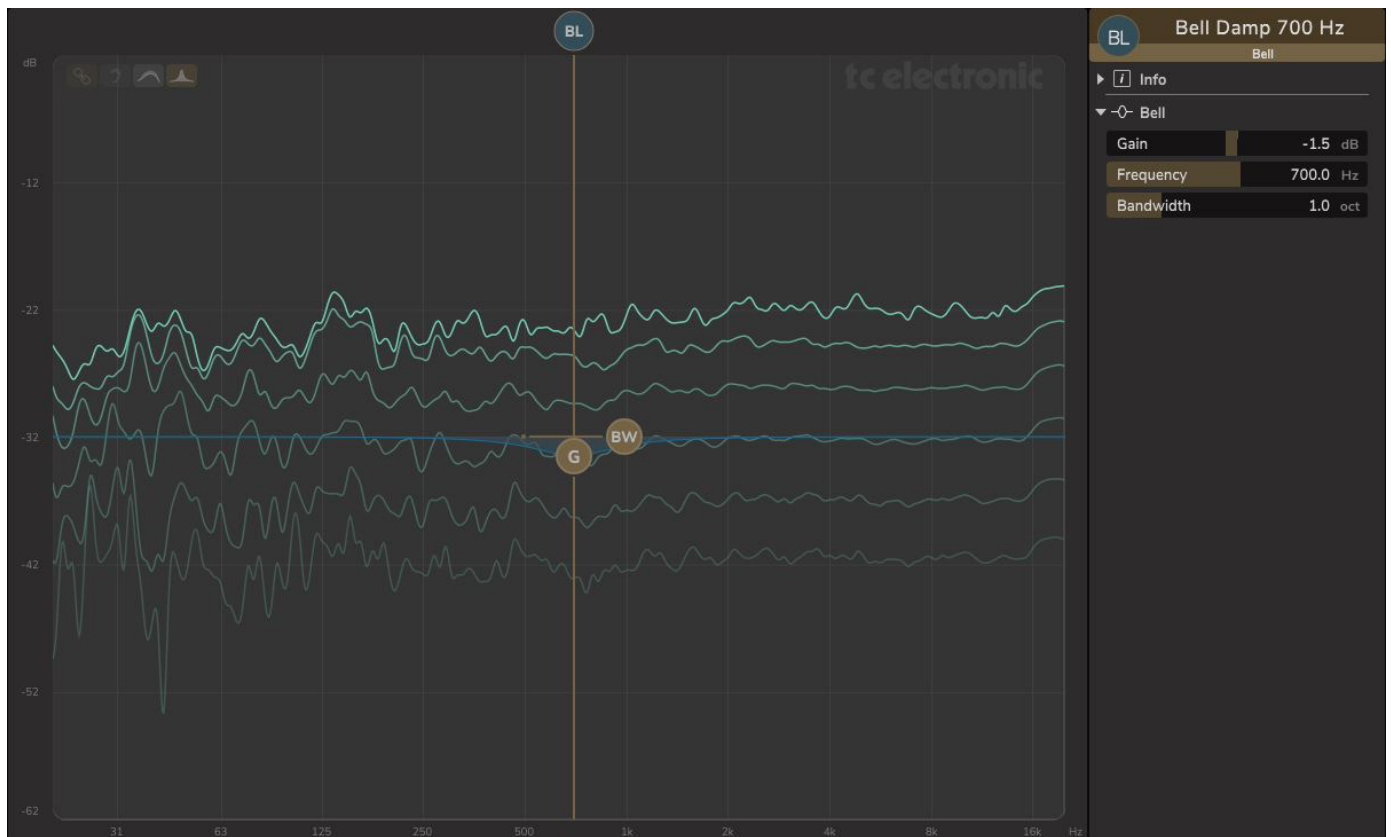 BL
dB
tc electronic
-12
-22
-32
-42
-52
-62
BW
G
31 63 125 250 500 1k 2k 4k 8k 16k Hz
BL
Bell Damp 700 Hz
Bell
i Info
Bell
Gain -1.5 dB
Frequency 700.0 Hz
Bandwidth 1.0 oct